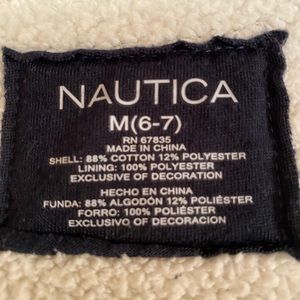 NAUTICA
M(6-7)
RN 67835
MADE IN CHINA
SHELL: 88% COTTON 12% POLYESTER
LINING: 100% POLYESTER
EXCLUSIVE OF DECORATION
HECHO EN CHINA
FUNDA: 88% ALGODÓN 12% POLIÉSTER
FORRO: 100% POLIÉSTER
EXCLUSIVO OF DECORACION